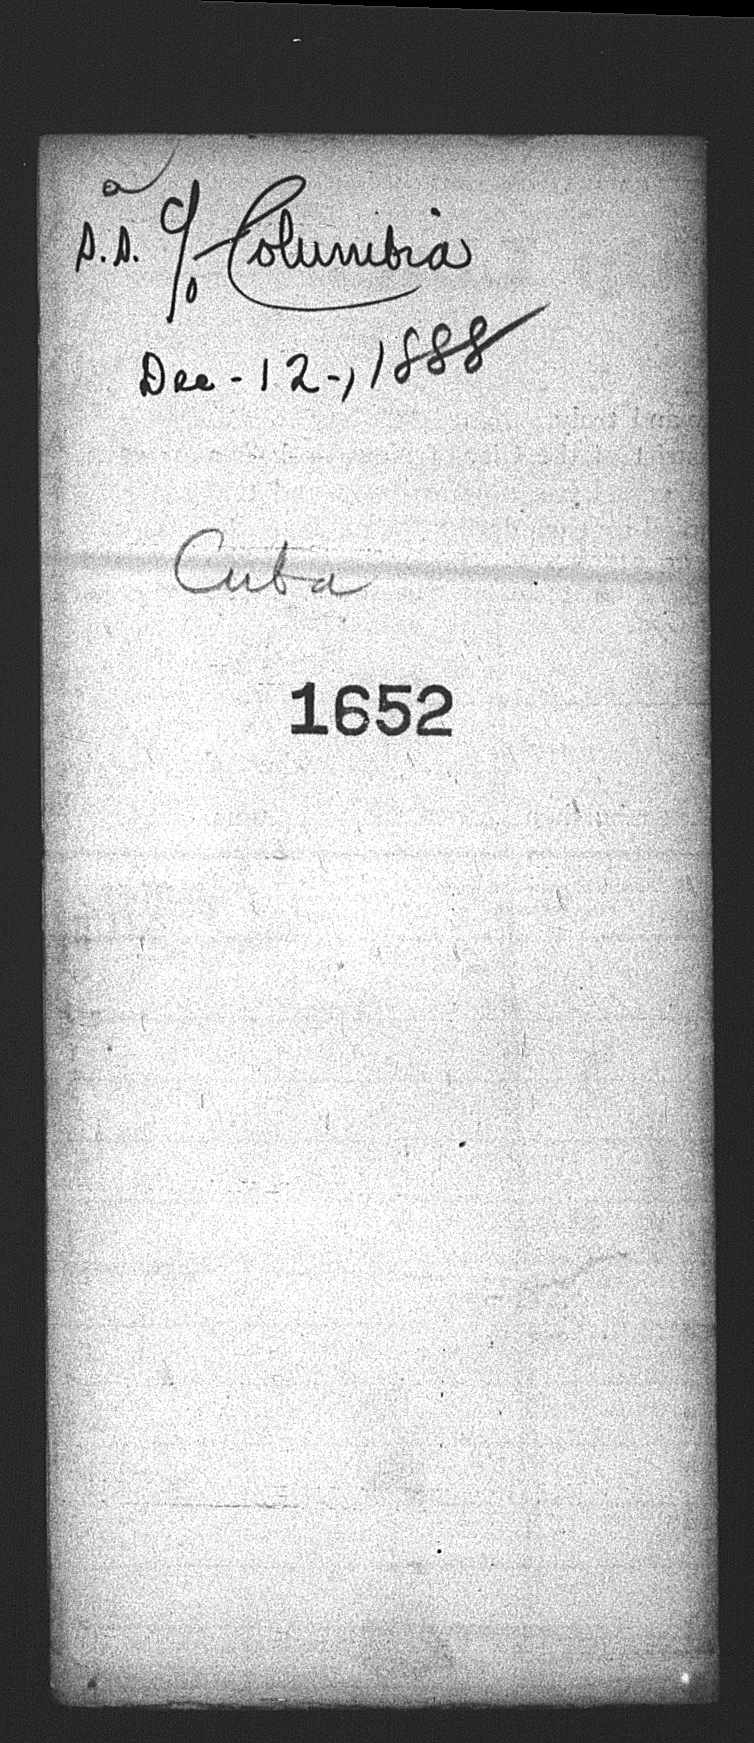 S.S. C/o Columbia
Dec-12-, 1888
Cuba
1652